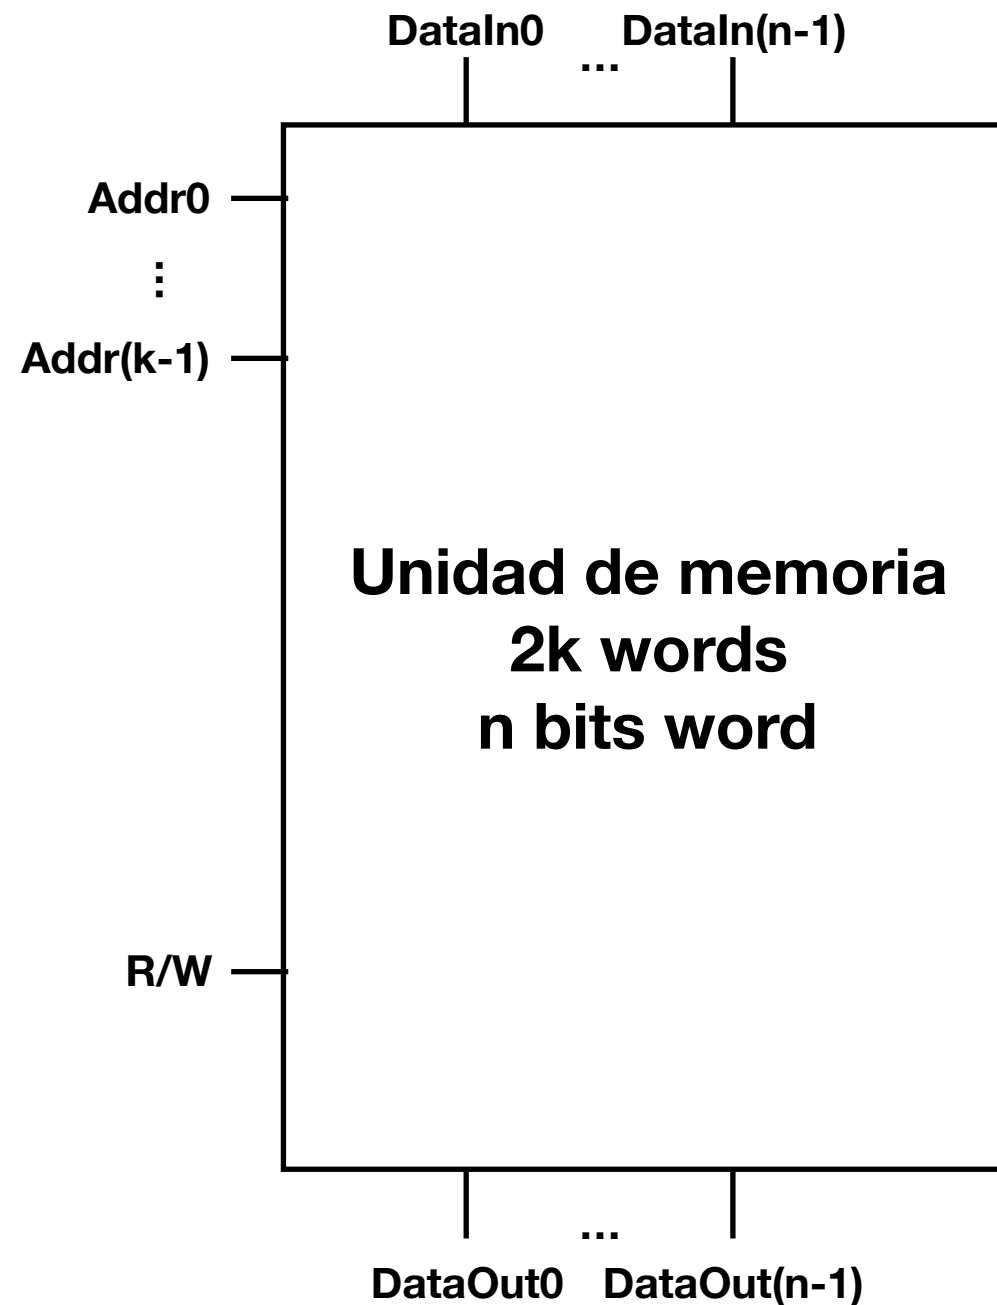 DataIn0 ... DataIn(n-1)
Addr0
...
Addr(k-1)
Unidad de memoria
2k words
n bits word
R/W
...
DataOut0 DataOut(n-1)